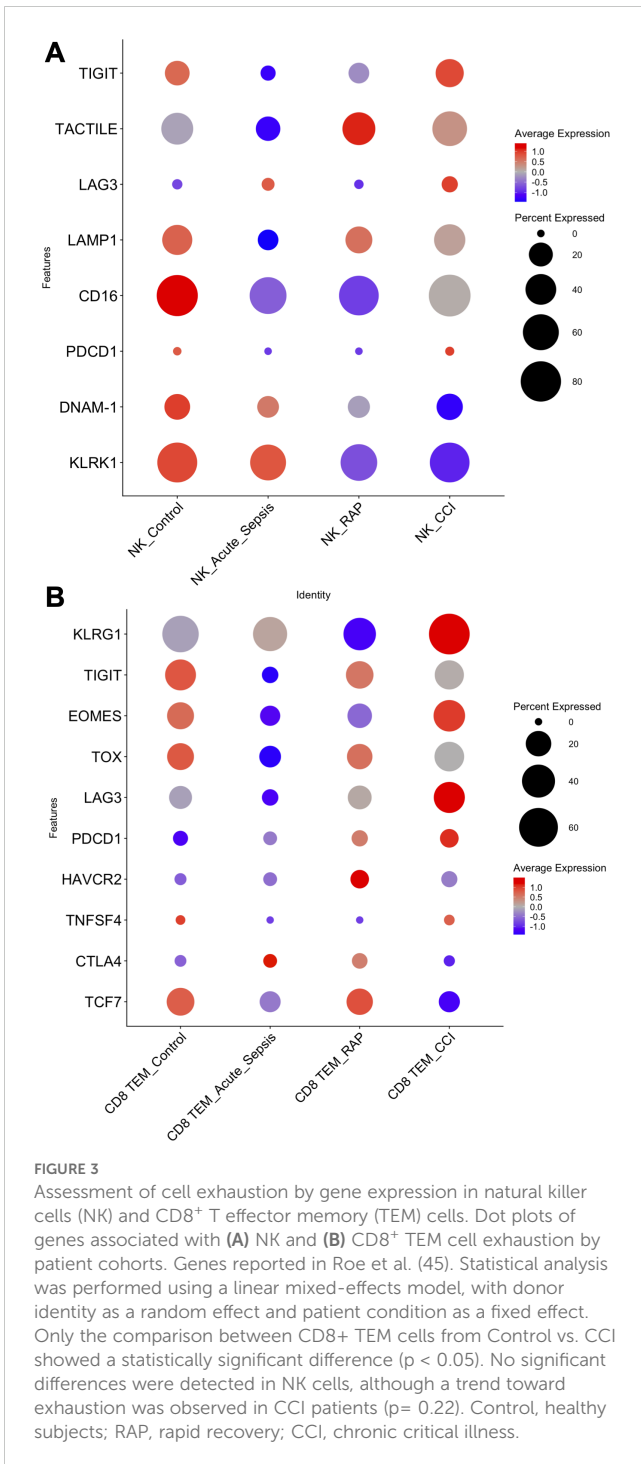 A
TIGIT
TACTILE
LAG3
LAMP1
CD16
PDCD1
DNAM-1
KLRK1
Features
NK_Control
NK_Acute_Sepsis
NK_RAP
NK_CCI
Identity
Average Expression
1.0
0.5
0.0
-0.5
-1.0
Percent Expressed
0
20
40
60
80
B
KLRG1
TIGIT
EOMES
TOX
LAG3
PDCD1
HAVCR2
TNFSF4
CTLA4
TCF7
Features
CD8 TEM_Control
CD8 TEM_Acute_Sepsis
CD8 TEM_RAP
CD8 TEM_CCI
Percent Expressed
0
20
40
60
Average Expression
1.0
0.5
0.0
-0.5
-1.0
FIGURE 3
Assessment of cell exhaustion by gene expression in natural killer
cells (NK) and CD8⁺ T effector memory (TEM) cells. Dot plots of
genes associated with (A) NK and (B) CD8⁺ TEM cell exhaustion by
patient cohorts. Genes reported in Roe et al. (45). Statistical analysis
was performed using a linear mixed-effects model, with donor
identity as a random effect and patient condition as a fixed effect.
Only the comparison between CD8+ TEM cells from Control vs. CCI
showed a statistically significant difference (p < 0.05). No significant
differences were detected in NK cells, although a trend toward
exhaustion was observed in CCI patients (p= 0.22). Control, healthy
subjects; RAP, rapid recovery; CCI, chronic critical illness.